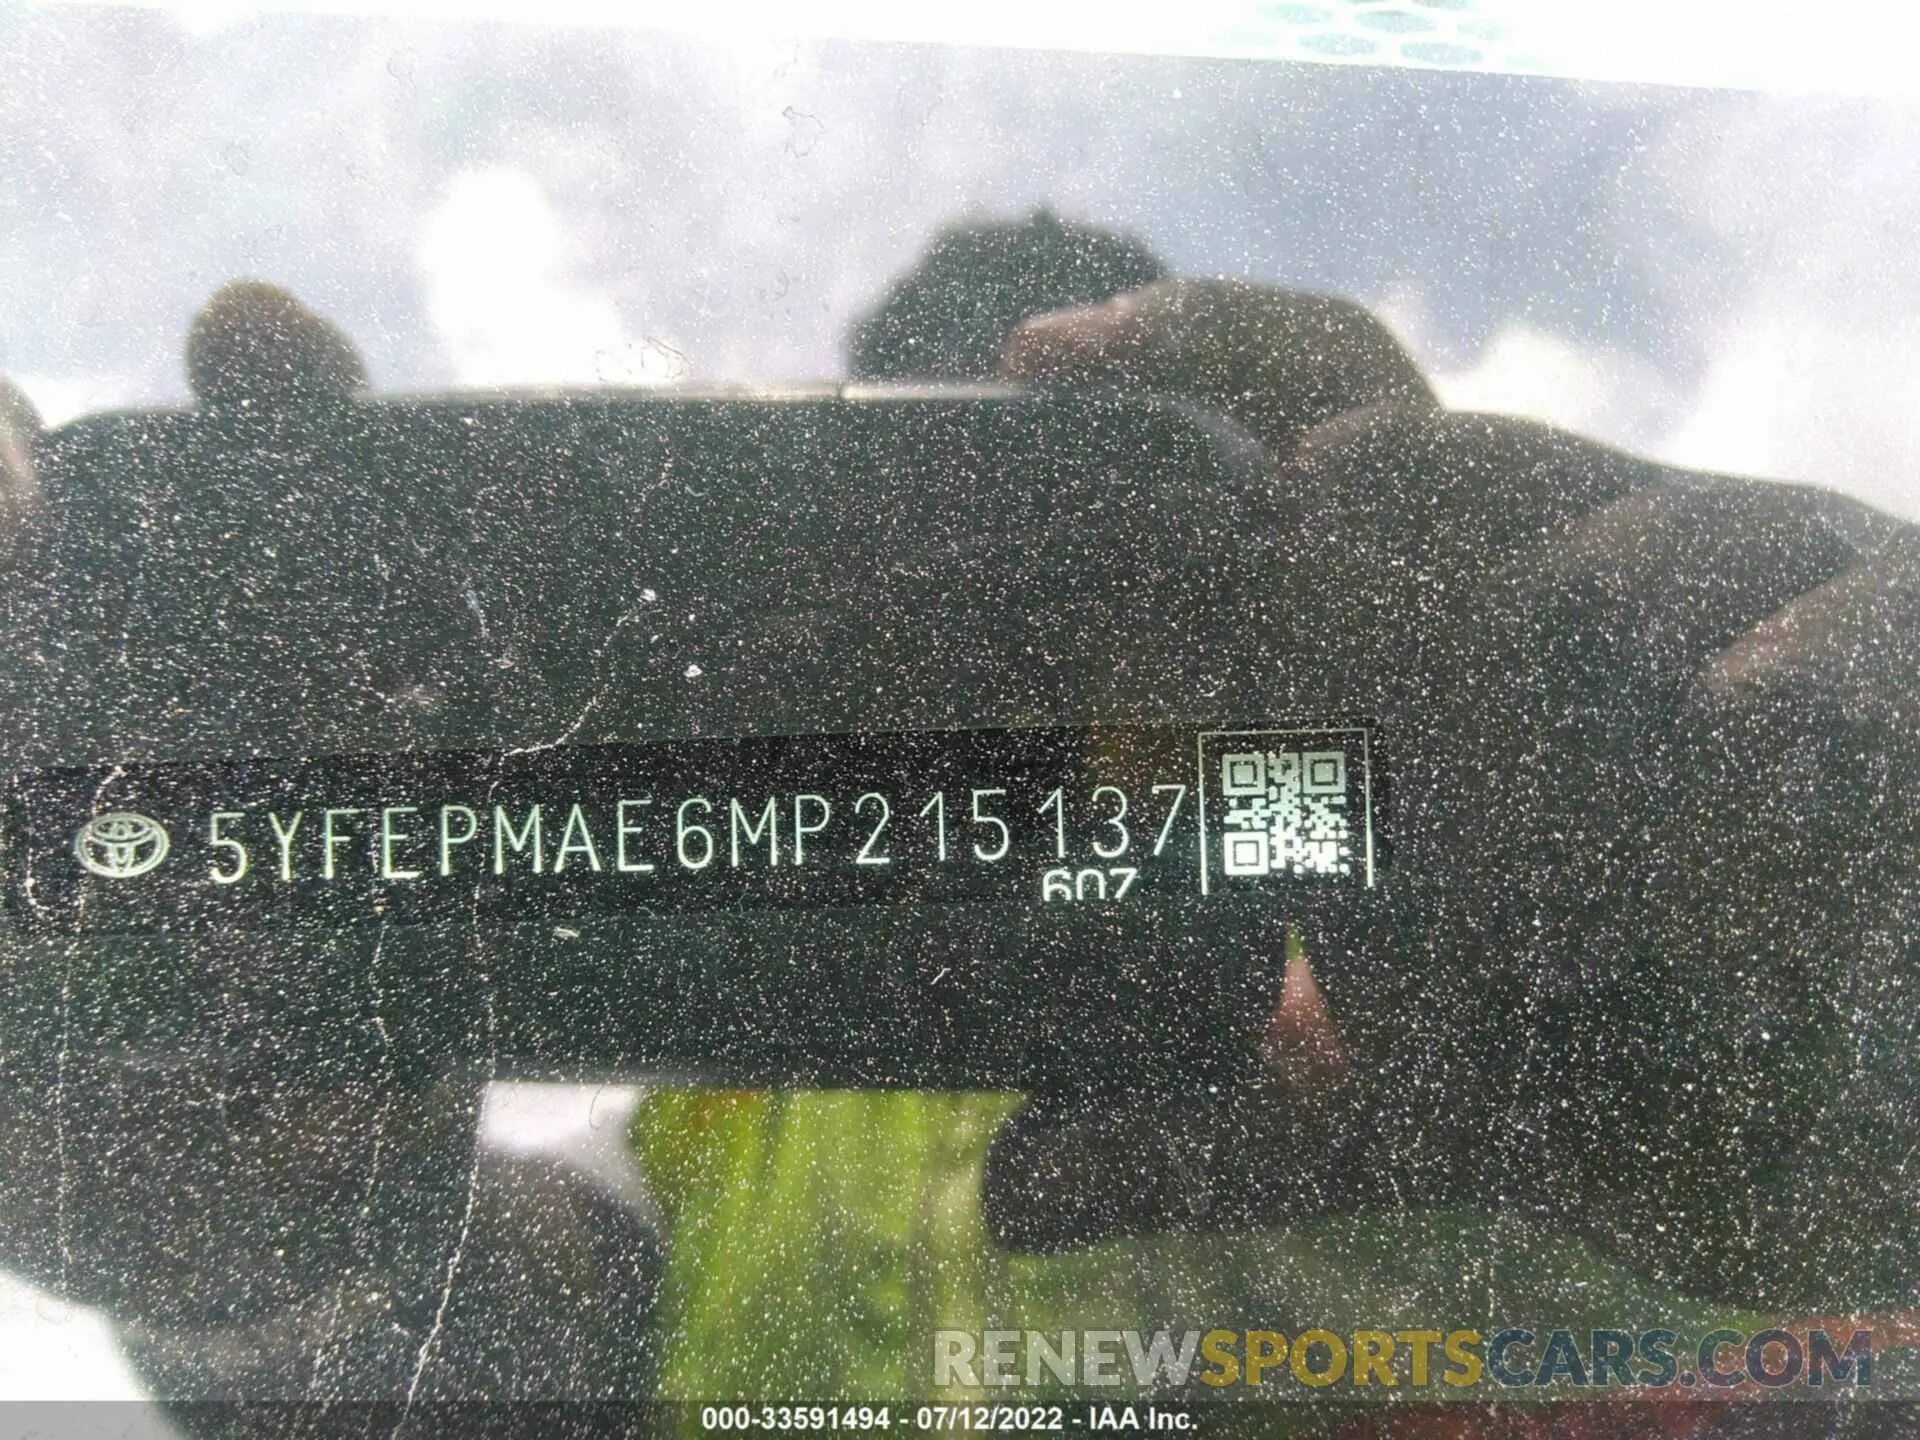 5YFEPMAE6MP215137
607
RENEWSPORTSCARS.COM
000-33591494 - 07/12/2022 - IAA Inc.